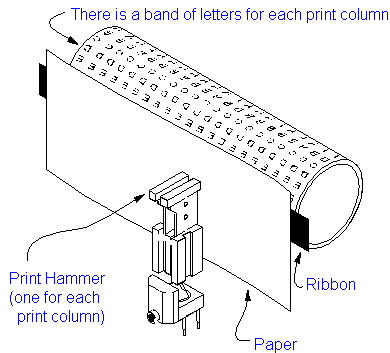 There is a band of letters for each print column
Print Hammer
(one for each
print column)
Ribbon
Paper